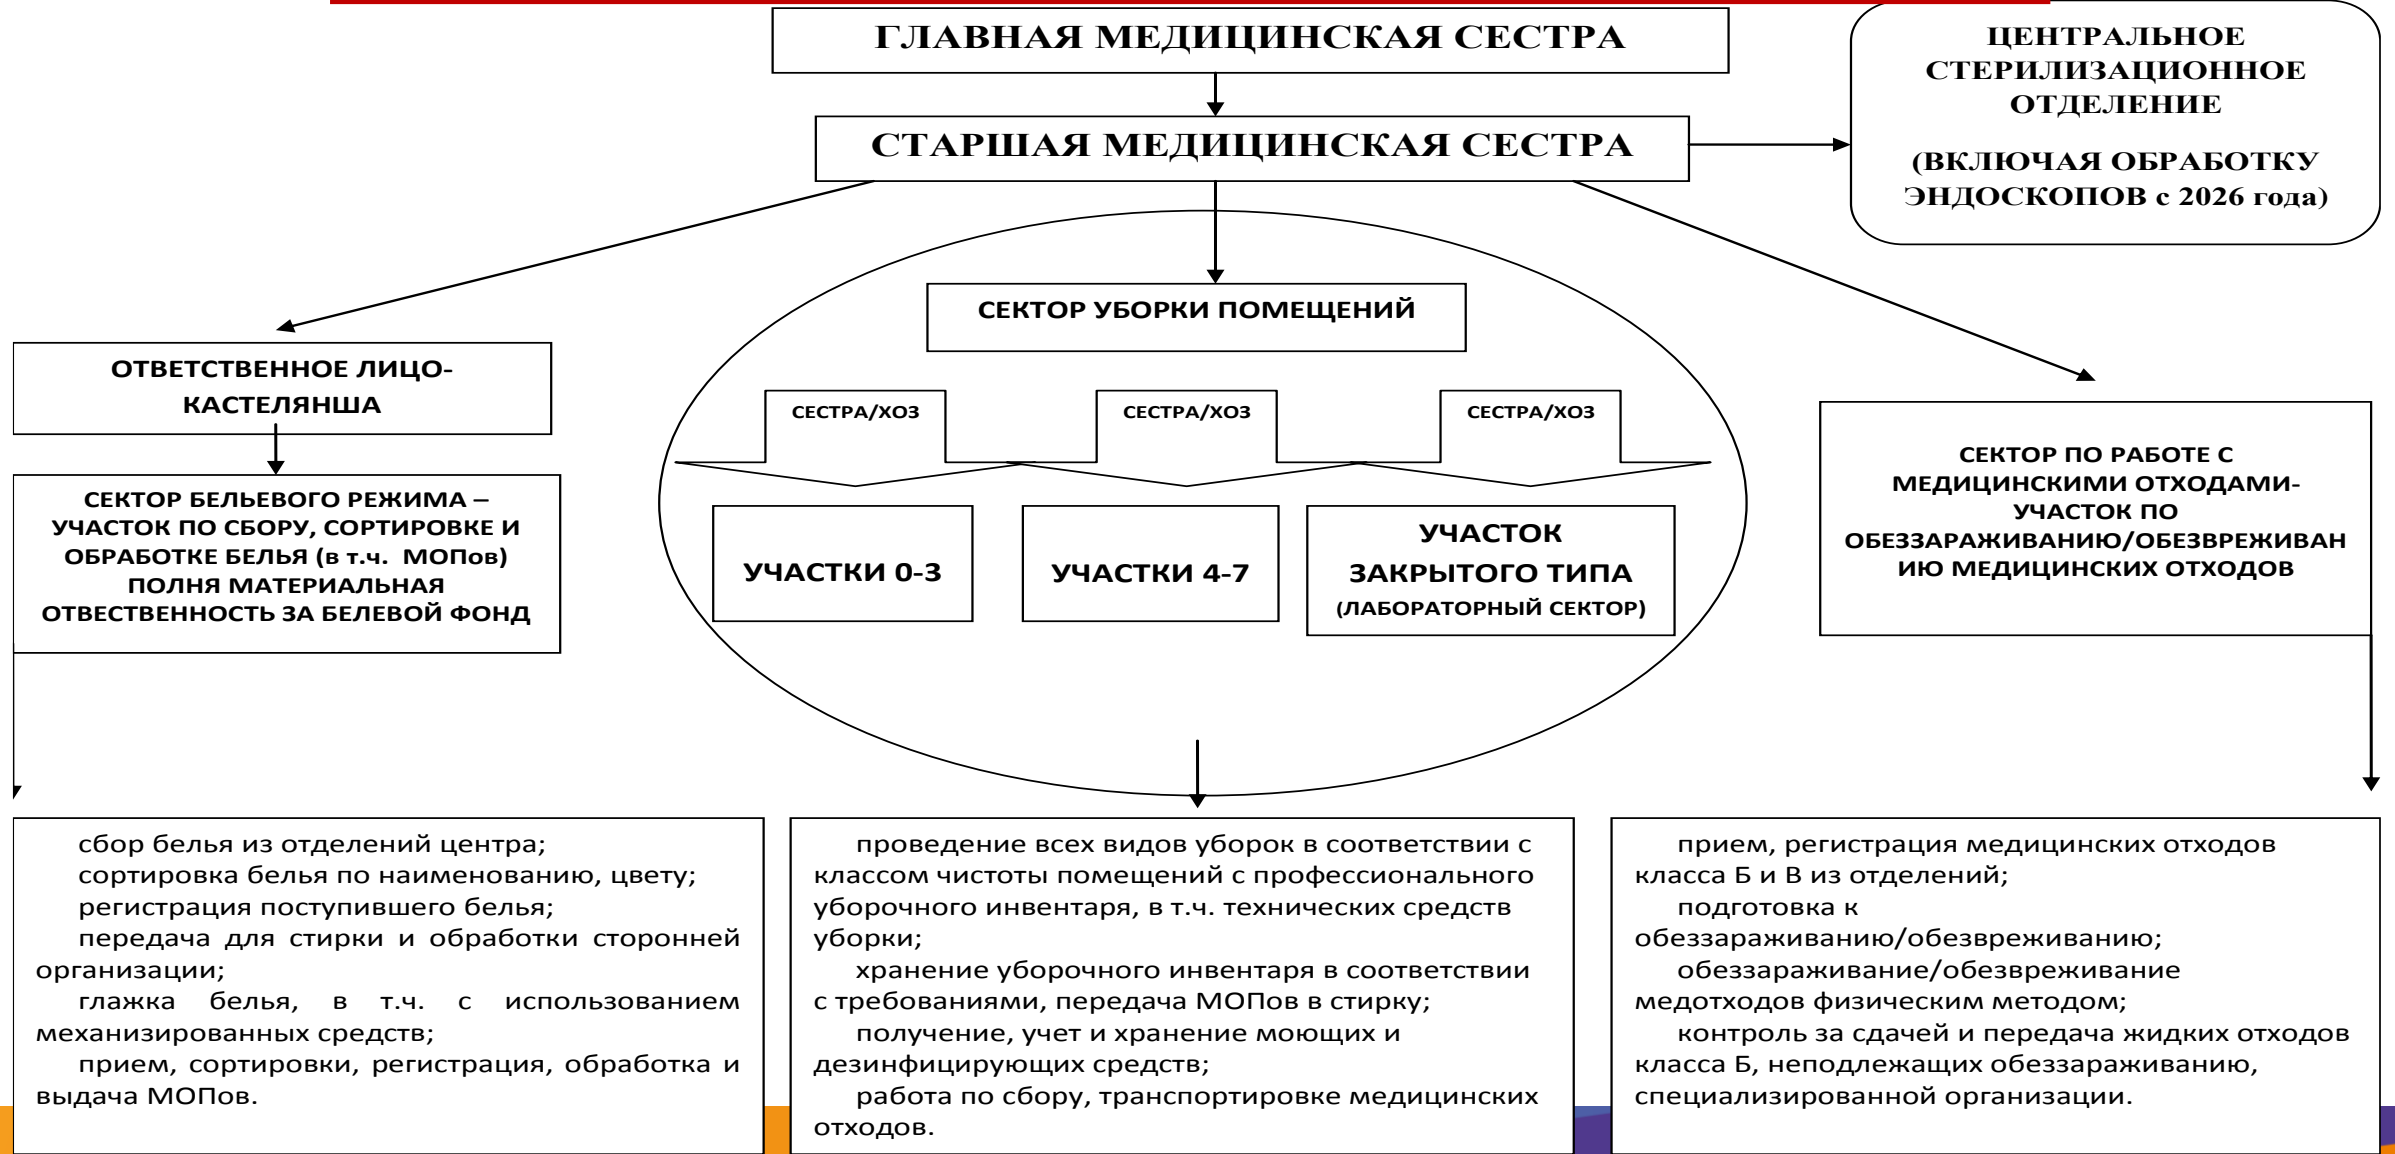 ГЛАВНАЯ МЕДИЦИНСКАЯ СЕСТРА
СТАРШАЯ МЕДИЦИНСКАЯ СЕСТРА
ЦЕНТРАЛЬНОЕ
СТЕРИЛИЗАЦИОННОЕ
ОТДЕЛЕНИЕ
(ВКЛЮЧАЯ ОБРАБОТКУ
ЭНДОСКОПОВ с 2026 года)
ОТВЕТСТВЕННОЕ ЛИЦО-
КАСТЕЛЯНША
СЕКТОР БЕЛЬЕВОГО РЕЖИМА –
УЧАСТОК ПО СБОРУ, СОРТИРОВКЕ И
ОБРАБОТКЕ БЕЛЬЯ (в т.ч. МОПов)
ПОЛНЯ МАТЕРИАЛЬНАЯ
ОТВЕСТВЕННОСТЬ ЗА БЕЛЕВОЙ ФОНД
СЕКТОР УБОРКИ ПОМЕЩЕНИЙ
СЕСТРА/ХОЗ
СЕСТРА/ХОЗ
СЕСТРА/ХОЗ
УЧАСТКИ 0-3
УЧАСТКИ 4-7
УЧАСТОК
ЗАКРЫТОГО ТИПА
(ЛАБОРАТОРНЫЙ СЕКТОР)
СЕКТОР ПО РАБОТЕ С
МЕДИЦИНСКИМИ ОТХОДАМИ-
УЧАСТОК ПО
ОБЕЗЗАРАЖИВАНИЮ/ОБЕЗВРЕЖИВАН
ИЮ МЕДИЦИНСКИХ ОТХОДОВ
сбор белья из отделений центра;
сортировка белья по наименованию, цвету;
регистрация поступившего белья;
передача для стирки и обработки сторонней
организации;
глажка белья, в т.ч. с использованием
механизированных средств;
прием, сортировки, регистрация, обработка и
выдача МОПов.
проведение всех видов уборок в соответствии с
классом чистоты помещений с профессионального
уборочного инвентаря, в т.ч. технических средств
уборки;
хранение уборочного инвентаря в соответствии
с требованиями, передача МОПов в стирку;
получение, учет и хранение моющих и
дезинфицирующих средств;
работа по сбору, транспортировке медицинских
отходов.
прием, регистрация медицинских отходов
класса Б и В из отделений;
подготовка к
обеззараживанию/обезвреживанию;
обеззараживание/обезвреживание
медотходов физическим методом;
контроль за сдачей и передача жидких отходов
класса Б, неподлежащих обеззараживанию,
специализированной организации.